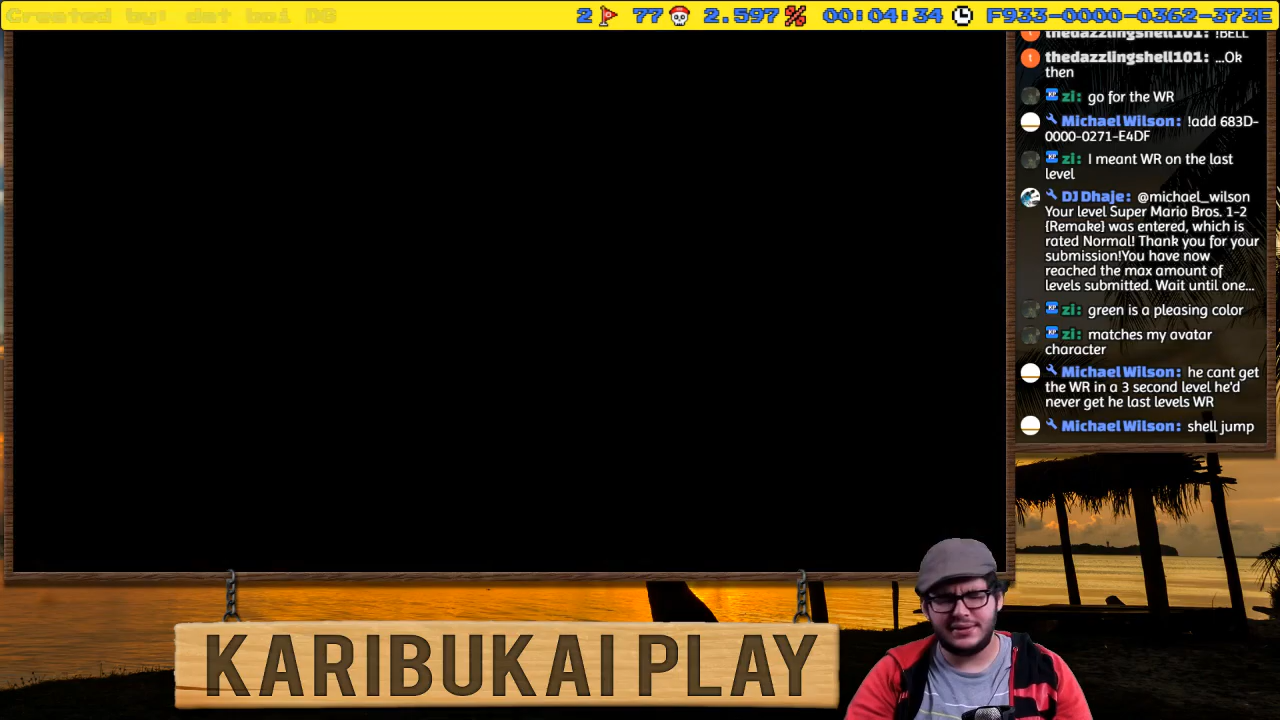 Created by: dat boi DG 2 77 2.597% 00:04:34 F933-0000-0362-373E
thedazzlingshell101: !BELL
t thedazzlingshell101: ...Ok
then
KP zi: go for the WR
Michael Wilson: !add 683D-
0000-0271-E4DF
KP zi: I meant WR on the last
level
DJ Dhaje: @michael_wilson
Your level Super Mario Bros. 1-2
[Remake] was entered, which is
rated Normal! Thank you for your
submission!You have now
reached the max amount of
levels submitted. Wait until one...
KP zi: green is a pleasing color
KP zi: matches my avatar
character
Michael Wilson: he cant get
the WR in a 3 second level he'd
never get he last levels WR
Michael Wilson: shell jump
KARIBUKAI PLAY